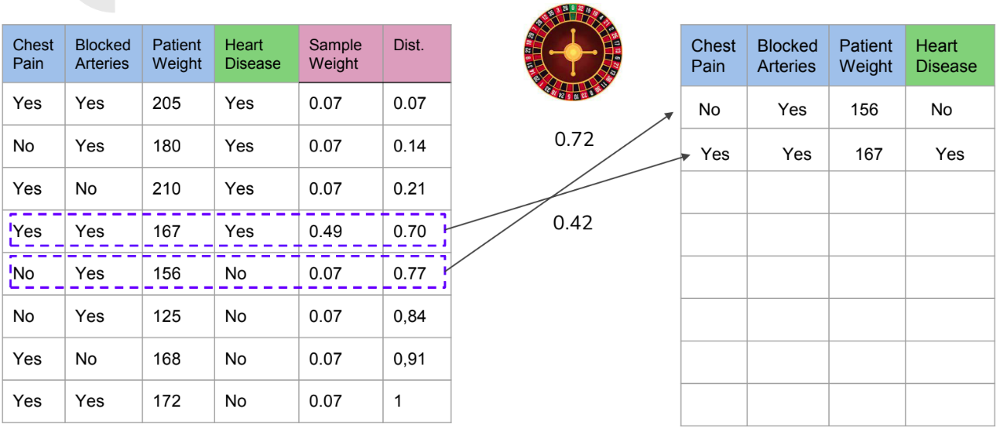 Chest Pain Blocked Arteries Patient Weight Heart Disease Sample Weight Dist.
Yes Yes 205 Yes 0.07 0.07
No Yes 180 Yes 0.07 0.14
Yes No 210 Yes 0.07 0.21
Yes Yes 167 Yes 0.49 0.70
No Yes 156 No 0.07 0.77
No Yes 125 No 0.07 0,84
Yes No 168 No 0.07 0,91
Yes Yes 172 No 0.07 1
0.72
0.42
Chest Pain Blocked Arteries Patient Weight Heart Disease
No Yes 156 No
Yes Yes 167 Yes